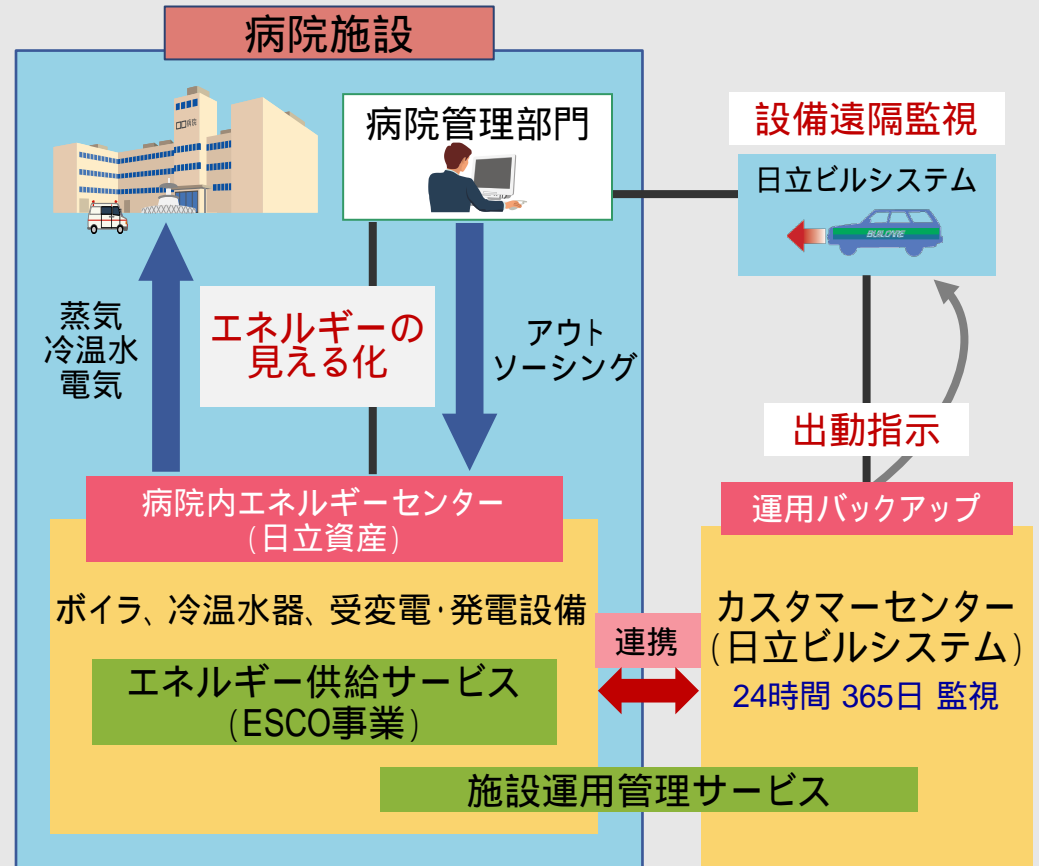 病院施設
□□病院
病院管理部門
設備遠隔監視
日立ビルシステム
BUILCARE
蒸気
冷温水
電気
エネルギーの
見える化
アウト
ソーシング
出動指示
病院内エネルギーセンター
(日立資産)
運用バックアップ
ボイラ、冷温水器、受変電・発電設備
連携
カスタマーセンター
(日立ビルシステム)
24時間 365日 監視
エネルギー供給サービス
(ESCO事業)
施設運用管理サービス